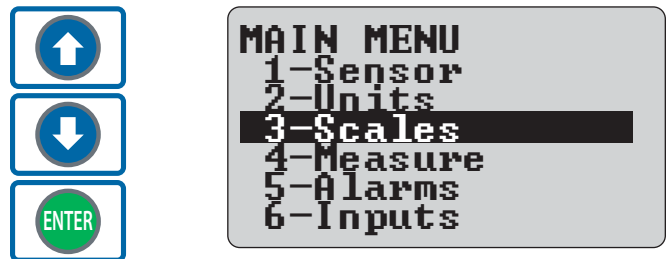 ENTER
MAIN MENU
1-Sensor
2-Units
3-Scales
4-Measure
5-Alarms
6-Inputs